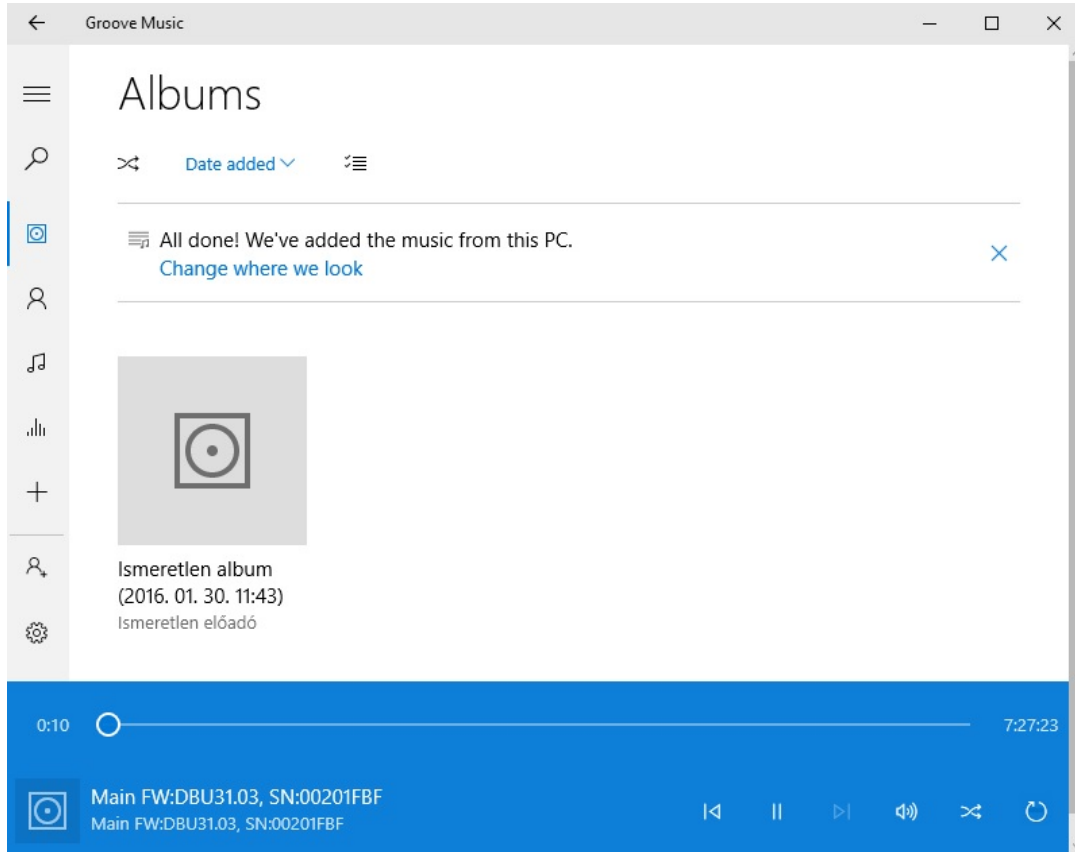 Groove Music
Albums
Date added
All done! We've added the music from this PC.
Change where we look
Ismeretlen album
(2016. 01. 30. 11:43)
Ismeretlen előadó
0:10
7:27:23
Main FW:DBU31.03, SN:00201FBF
Main FW:DBU31.03, SN:00201FBF